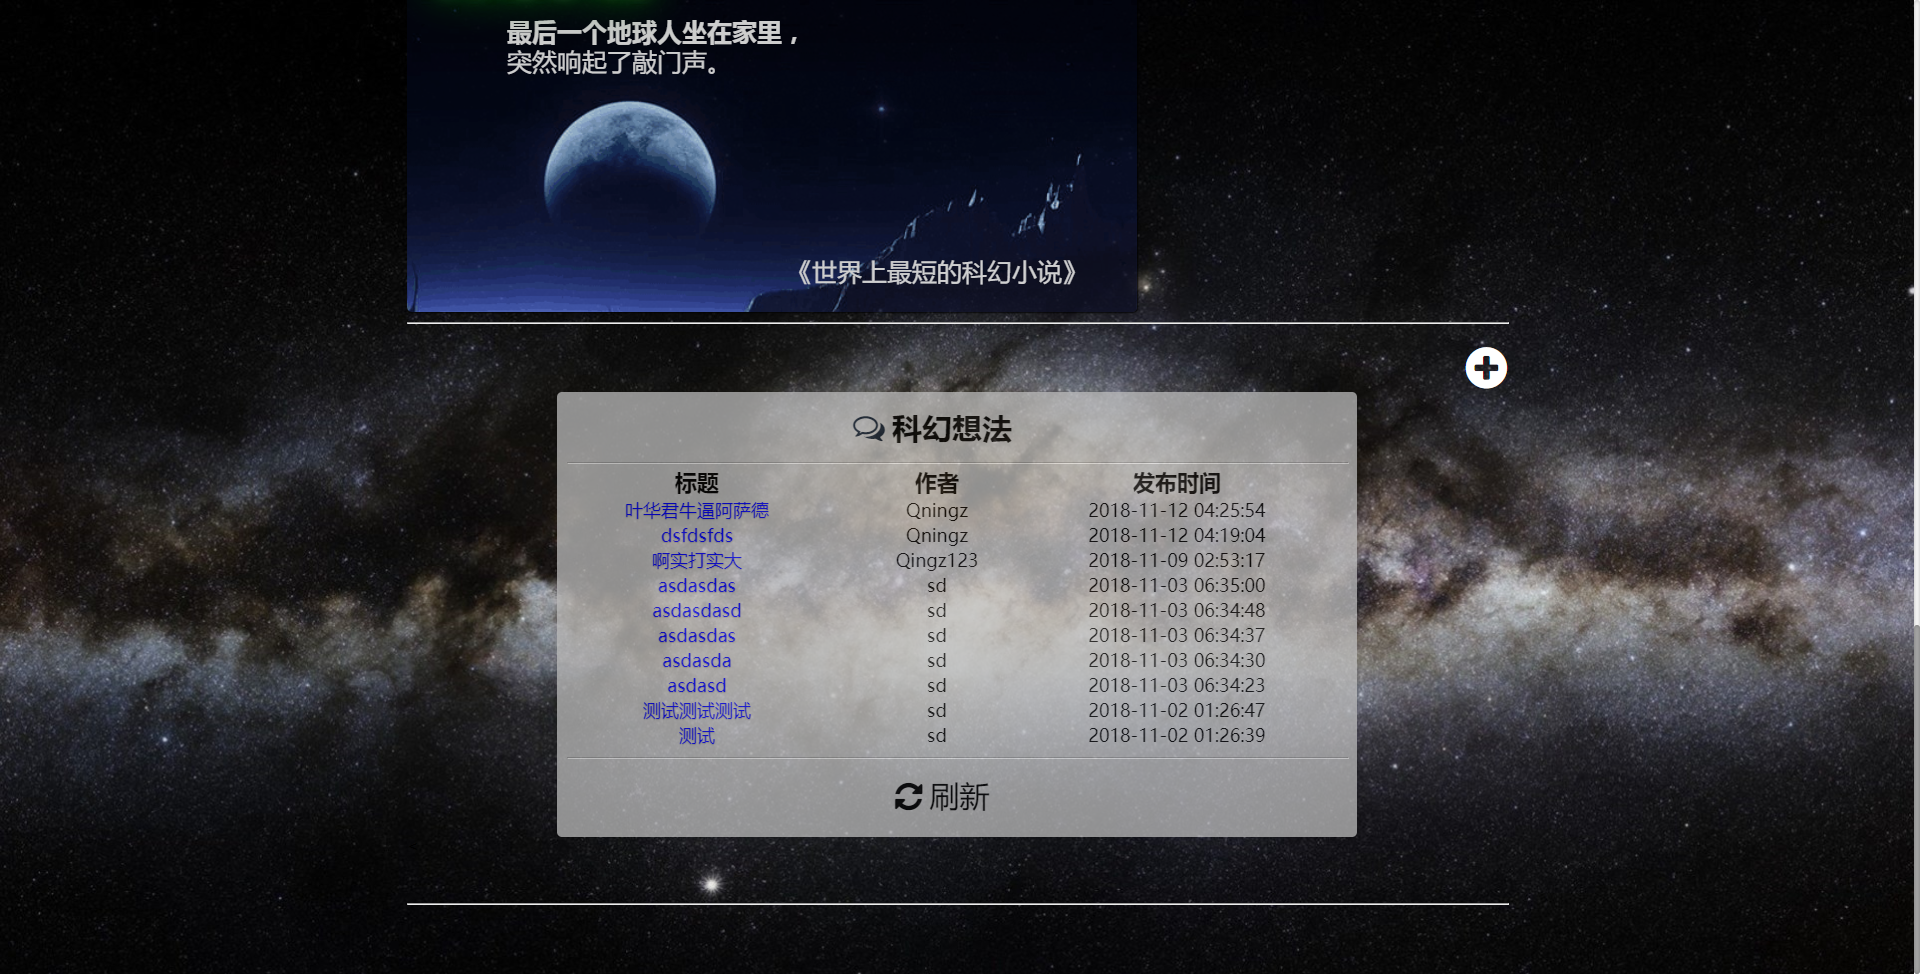 最后一个地球人坐在家里，
突然响起了敲门声。
《世界上最短的科幻小说》
科幻想法
标题 作者 发布时间
叶华君牛逼阿萨德 Qningz 2018-11-12 04:25:54
dsfdsfds Qningz 2018-11-12 04:19:04
啊实打实大 Qingz123 2018-11-09 02:53:17
asdasdas sd 2018-11-03 06:35:00
asdasdasd sd 2018-11-03 06:34:48
asdasdas sd 2018-11-03 06:34:37
asdasda sd 2018-11-03 06:34:30
asdasd sd 2018-11-03 06:34:23
测试测试测试 sd 2018-11-02 01:26:47
测试 sd 2018-11-02 01:26:39
刷新